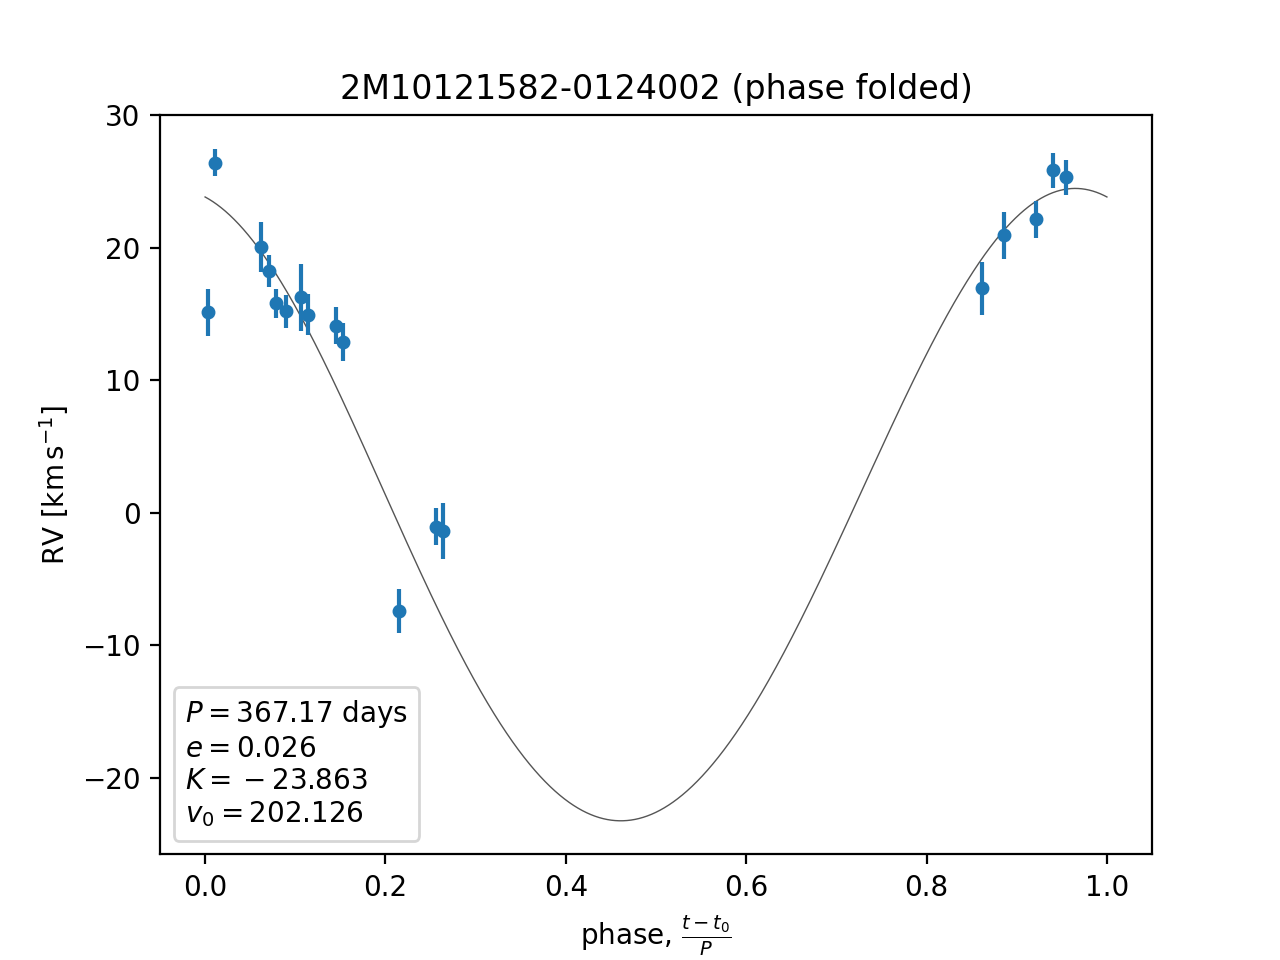 2M10121582-0124002 (phase folded)
30
20
10
0
−10
−20
RV [km s⁻¹]
P = 367.17 days
e = 0.026
K = − 23.863
v₀ = 202.126
0.0 0.2 0.4 0.6 0.8 1.0
phase, (t − t₀)/P